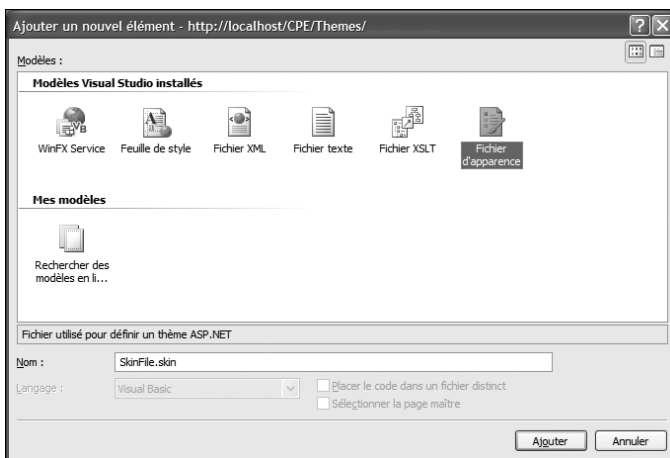 Ajouter un nouvel élément - http://localhost/CPE/Themes/
Modèles :
Modèles Visual Studio installés
WinFX Service
Feuille de style
Fichier XML
Fichier texte
Fichier XSLT
Fichier
d'apparence
Mes modèles
Rechercher des
modèles en li...
Fichier utilisé pour définir un thème ASP.NET
Nom :
SkinFile.skin
Langage :
Visual Basic
Placer le code dans un fichier distinct
Sélectionner la page maître
Ajouter
Annuler